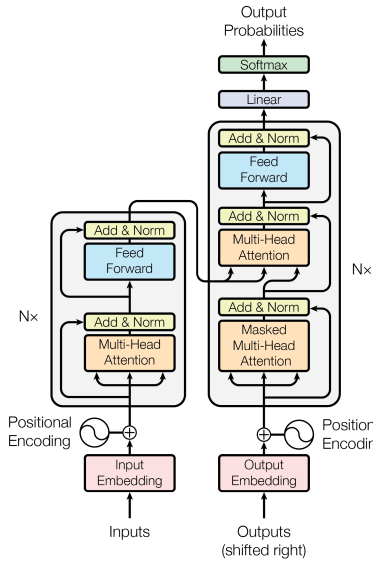 Output
Probabilities
Softmax
Linear
Add & Norm
Feed
Forward
Add & Norm
Multi-Head
Attention
Add & Norm
Masked
Multi-Head
Attention
N×
Add & Norm
Feed
Forward
Add & Norm
Multi-Head
Attention
N×
Positional
Encoding
Input
Embedding
Inputs
Position
Encodin
Output
Embedding
Outputs
(shifted right)